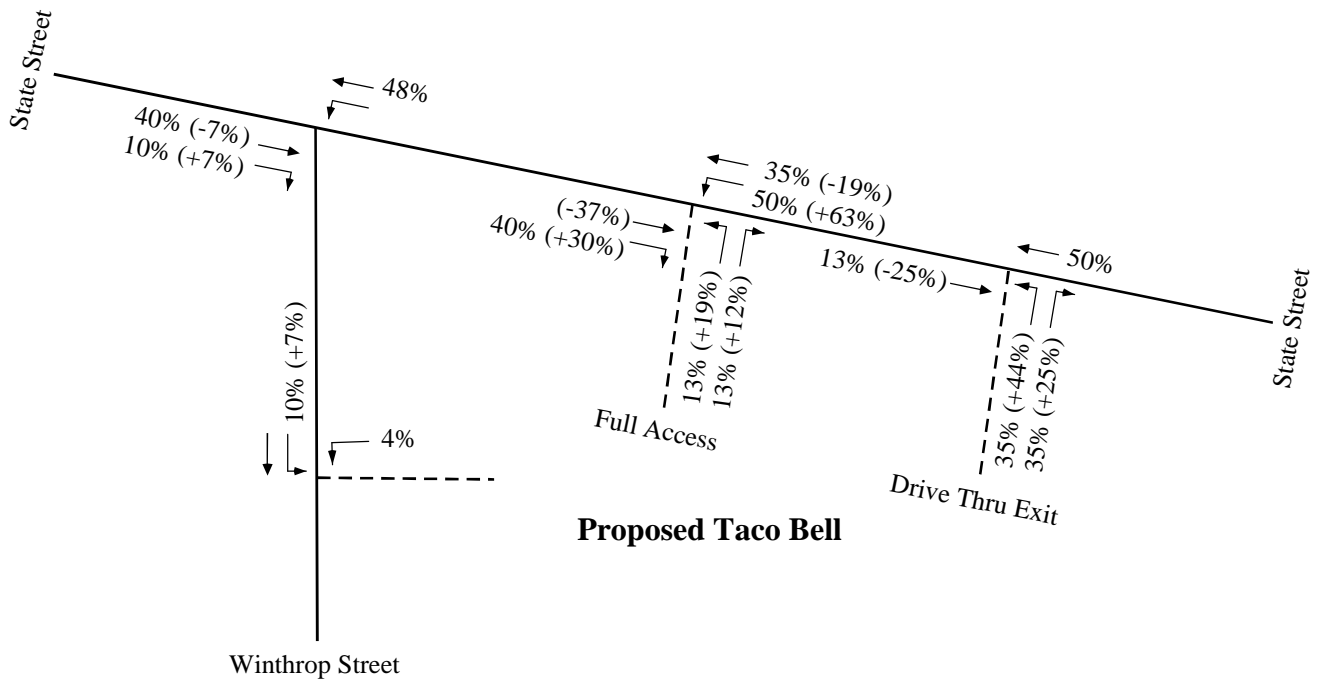 State Street
48%
40% (-7%)
10% (+7%)
35% (-19%)
50% (+63%)
(-37%)
40% (+30%)
13% (+19%)
13% (+12%)
13% (-25%)
50%
35% (+44%)
35% (+25%)
State Street
Full Access
Drive Thru Exit
10% (+7%)
4%
Proposed Taco Bell
Winthrop Street